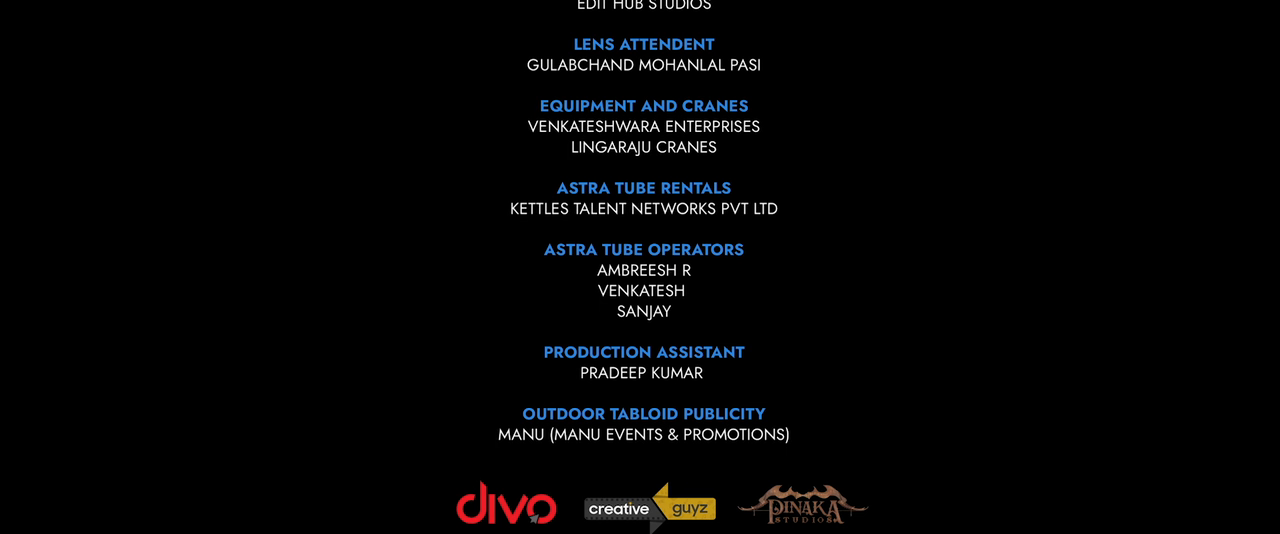 EDIT HUB STUDIOS
LENS ATTENDENT
GULABCHAND MOHANLAL PASI
EQUIPMENT AND CRANES
VENKATESHWARA ENTERPRISES
LINGARAJU CRANES
ASTRA TUBE RENTALS
KETTLES TALENT NETWORKS PVT LTD
ASTRA TUBE OPERATORS
AMBREESH R
VENKATESH
SANJAY
PRODUCTION ASSISTANT
PRADEEP KUMAR
OUTDOOR TABLOID PUBLICITY
MANU (MANU EVENTS & PROMOTIONS)
divo
creative guyz
PINAKA
STUDIOS